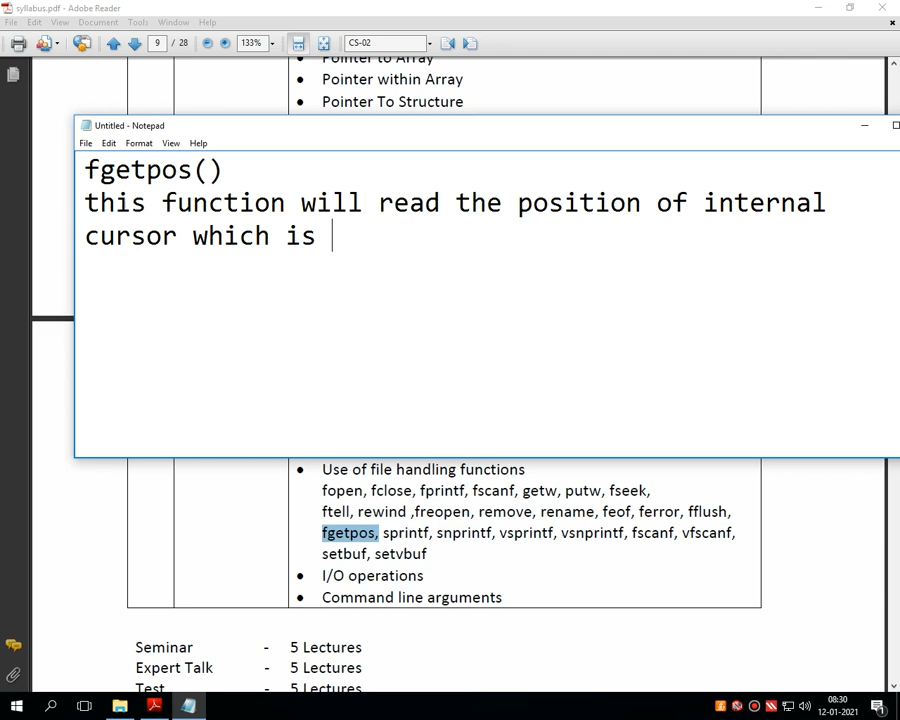 syllabus.pdf - Adobe Reader
File Edit View Document Tools Window Help
9 / 28 133% CS-02
Pointer to Array
• Pointer within Array
• Pointer To Structure
Untitled - Notepad
File Edit Format View Help
fgetpos()
this function will read the position of internal
cursor which is
• Use of file handling functions
fopen, fclose, fprintf, fscanf, getw, putw, fseek,
ftell, rewind ,freopen, remove, rename, feof, ferror, fflush,
fgetpos, sprintf, snprintf, vsprintf, vsnprintf, fscanf, vfscanf,
setbuf, setvbuf
• I/O operations
• Command line arguments
Seminar - 5 Lectures
Expert Talk - 5 Lectures
Test - 5 Lectures
08:30
12-01-2021